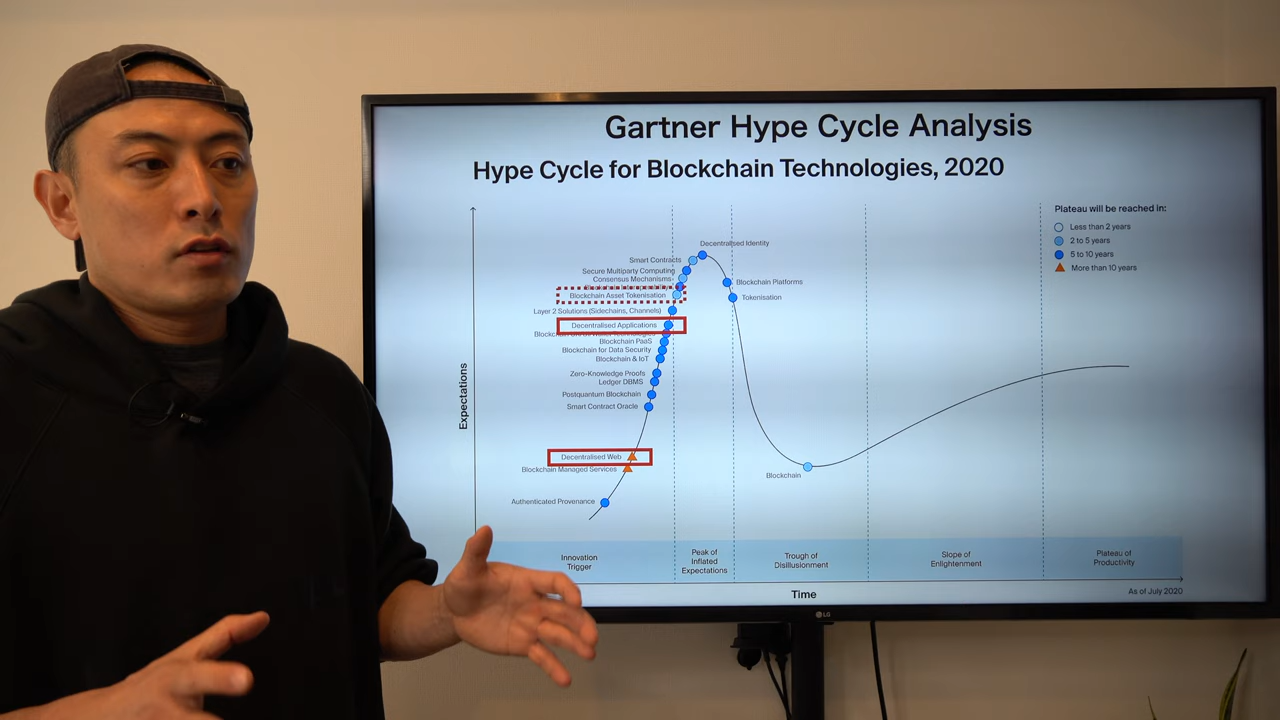 Gartner Hype Cycle Analysis
Hype Cycle for Blockchain Technologies, 2020
Plateau will be reached in:
Less than 2 years
2 to 5 years
5 to 10 years
More than 10 years
Expectations
Decentralised Identity
Smart Contracts
Secure Multiparty Computing
Consensus Mechanisms
Blockchain Interoperability
Blockchain Asset Tokenisation
Blockchain Platforms
Tokenisation
Layer 2 Solutions (Sidechains, Channels)
Decentralised Applications
Blockchain
Blockchain PaaS
Blockchain for Data Security
Blockchain & IoT
Zero-Knowledge Proofs
Ledger DBMS
Postquantum Blockchain
Smart Contract Oracle
Decentralised Web
Blockchain Managed Services
Authenticated Provenance
Blockchain
Innovation
Trigger
Peak of
Inflated
Expectations
Trough of
Disillusionment
Slope of
Enlightenment
Plateau of
Productivity
Time
As of July 2020
LG